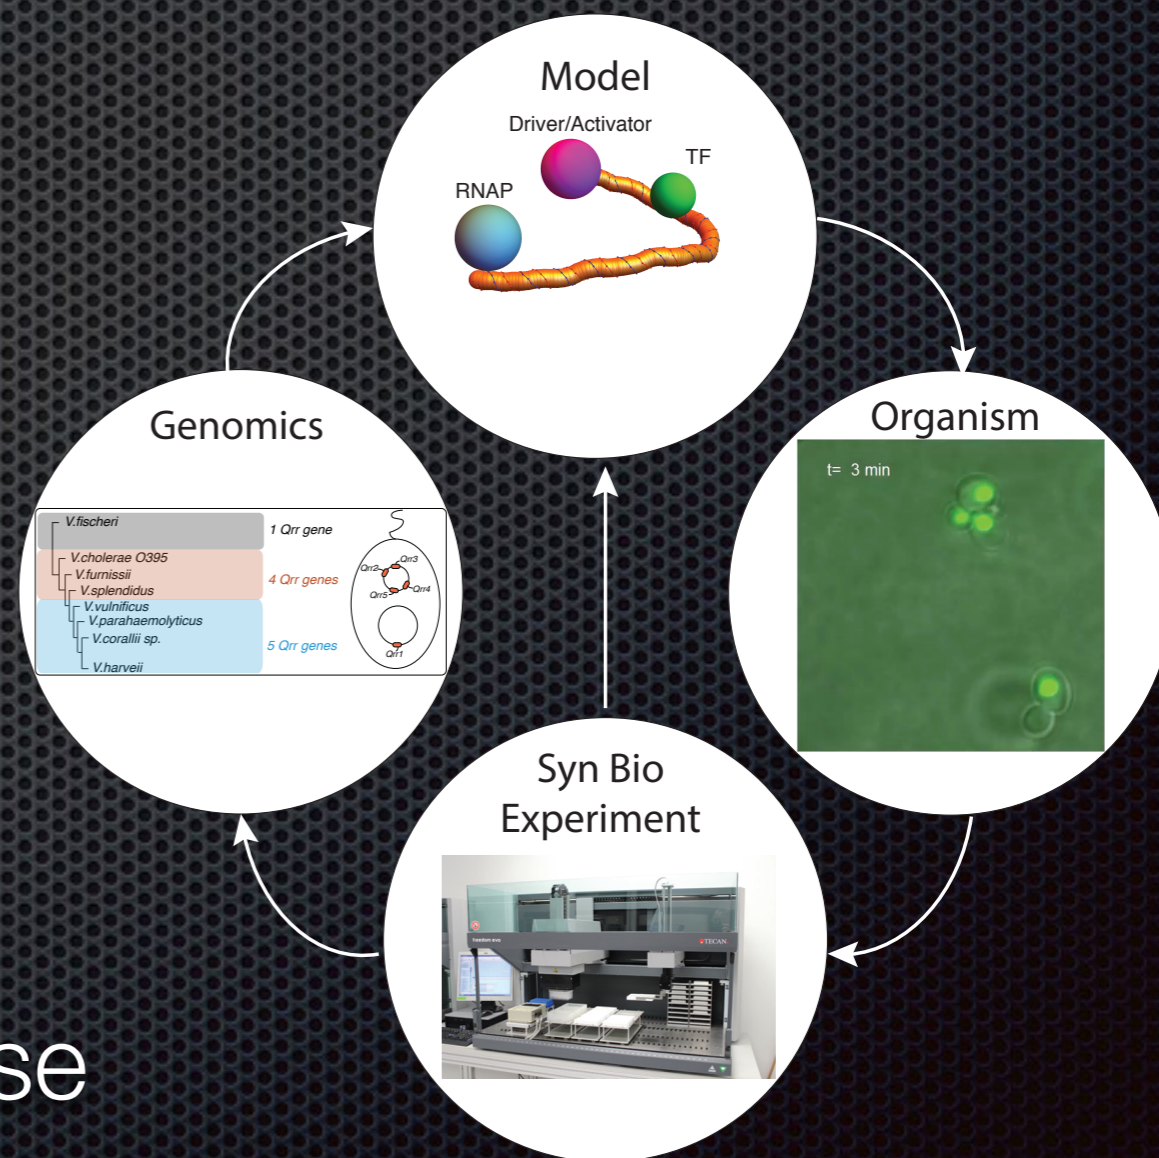 Model
Driver/Activator
TF
RNAP
Genomics
V.fischeri
1 Qrr gene
V.cholerae O395
V.furnissii
V.splendidus
4 Qrr genes
V.vulnificus
V.parahaemolyticus
V.corallii sp.
V.harveii
5 Qrr genes
Qrr3
Qrr2
Qrr4
Qrr5
Qrr1
Organism
t= 3 min
Syn Bio
Experiment
freedom evo
TECAN
se